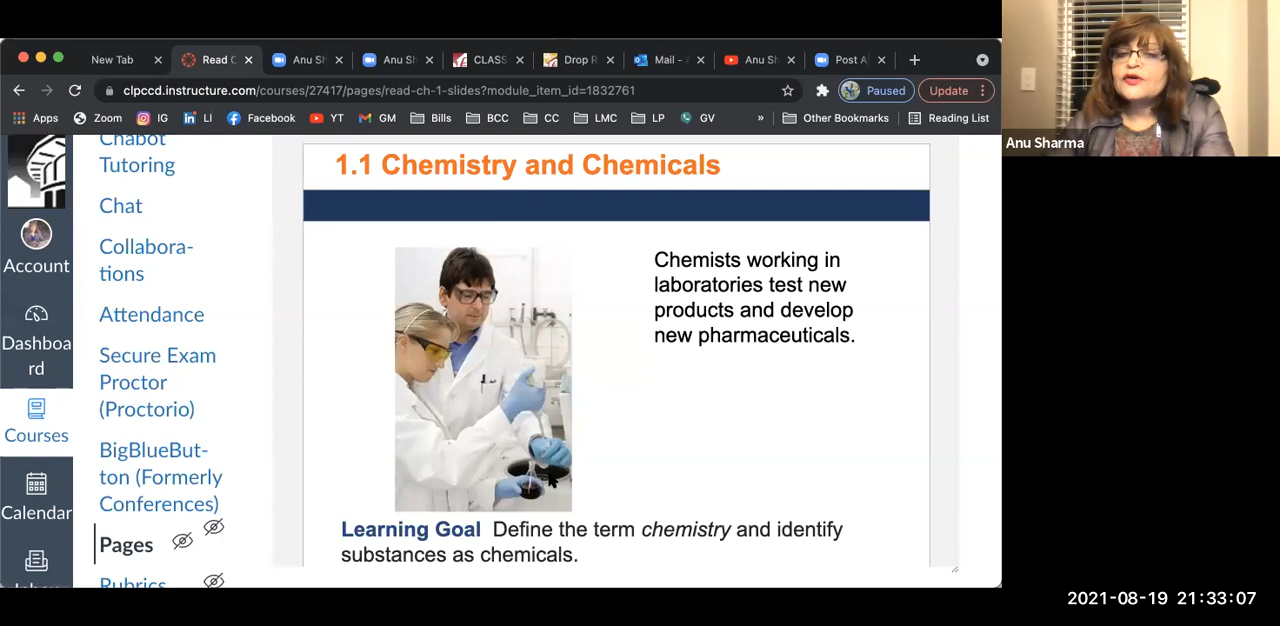 New Tab
Read C
Anu Sh
Anu Sh
CLASS
Drop R
Mail -
Anu Sh
Post A
clpccd.instructure.com/courses/27417/pages/read-ch-1-slides?module_item_id=1832761
Paused
Update
Apps
Zoom
IG
LI
Facebook
YT
GM
Bills
BCC
CC
LMC
LP
GV
»
Other Bookmarks
Reading List
Account
Dashboa
rd
Courses
Calendar
Chabot
Tutoring
Chat
Collabora-
tions
Attendance
Secure Exam
Proctor
(Proctorio)
BigBlueBut-
ton (Formerly
Conferences)
Pages
Rubrics
1.1 Chemistry and Chemicals
Chemists working in
laboratories test new
products and develop
new pharmaceuticals.
Learning Goal Define the term chemistry and identify
substances as chemicals.
Anu Sharma
2021-08-19 21:33:07